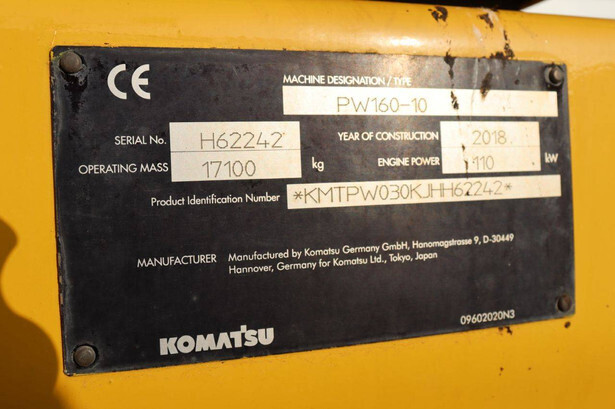 CE
MACHINE DESIGNATION / TYPE
PW160-10
SERIAL No. H62242 YEAR OF CONSTRUCTION 2018
OPERATING MASS 17100 kg ENGINE POWER 110 kW
Product Identification Number *KMTPW030KJHH62242*
MANUFACTURER Manufactured by Komatsu Germany GmbH, Hanomagstrasse 9, D-30449
Hannover, Germany for Komatsu Ltd., Tokyo, Japan
KOMATSU
09602020N3